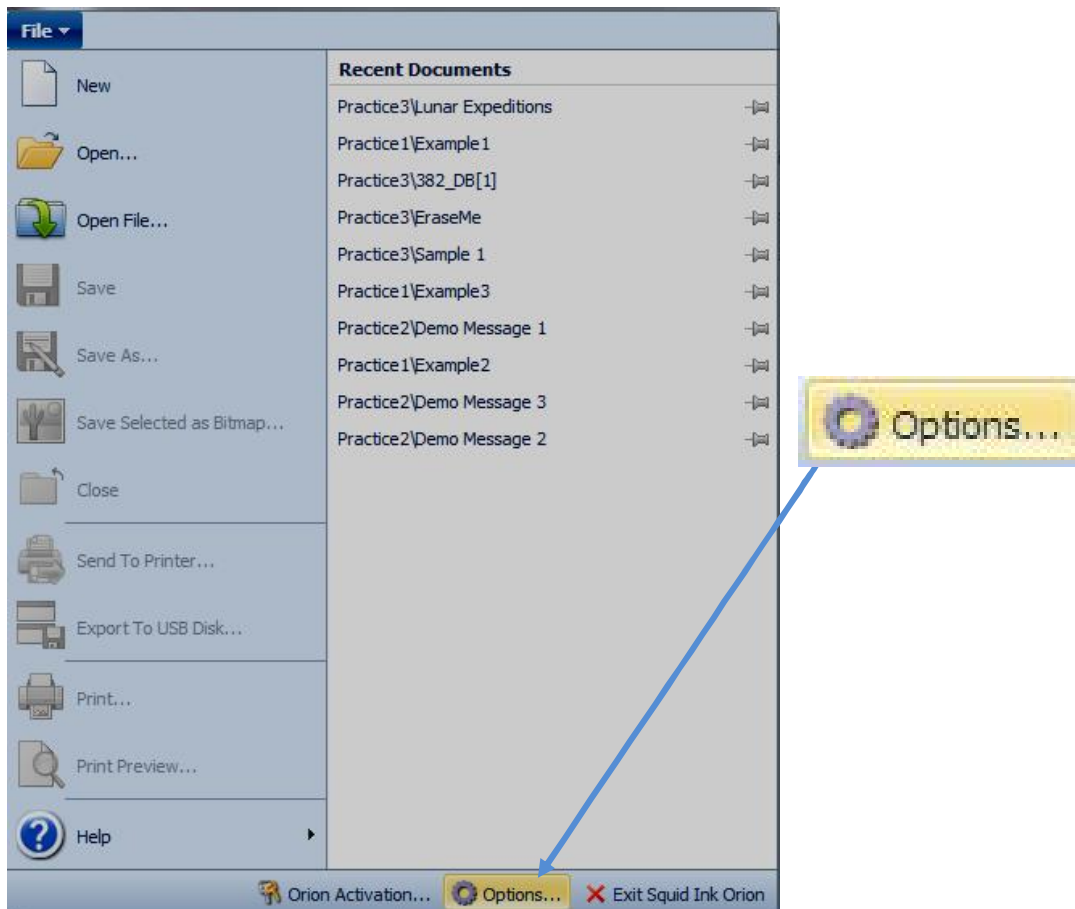 File
New
Open...
Open File...
Save
Save As...
Save Selected as Bitmap...
Close
Send To Printer...
Export To USB Disk...
Print...
Print Preview...
Help
Recent Documents
Practice3\Lunar Expeditions
Practice1\Example1
Practice3\382_DB[1]
Practice3\EraseMe
Practice3\Sample 1
Practice1\Example3
Practice2\Demo Message 1
Practice1\Example2
Practice2\Demo Message 3
Practice2\Demo Message 2
Options...
Orion Activation... Options... Exit Squid Ink Orion